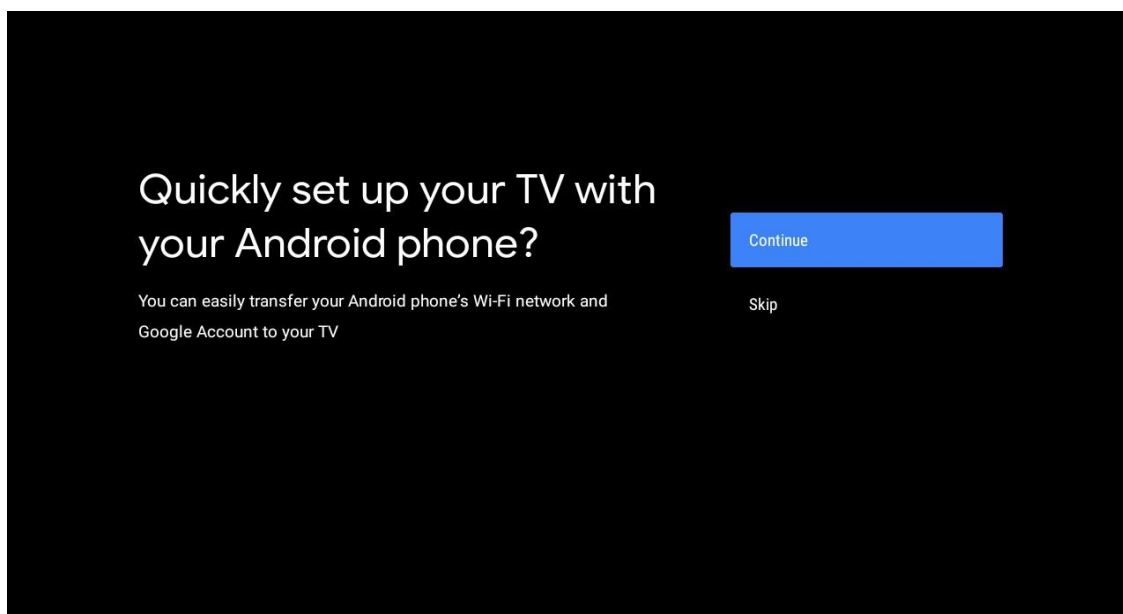 Quickly set up your TV with
your Android phone?
You can easily transfer your Android phone's Wi-Fi network and
Google Account to your TV
Continue
Skip